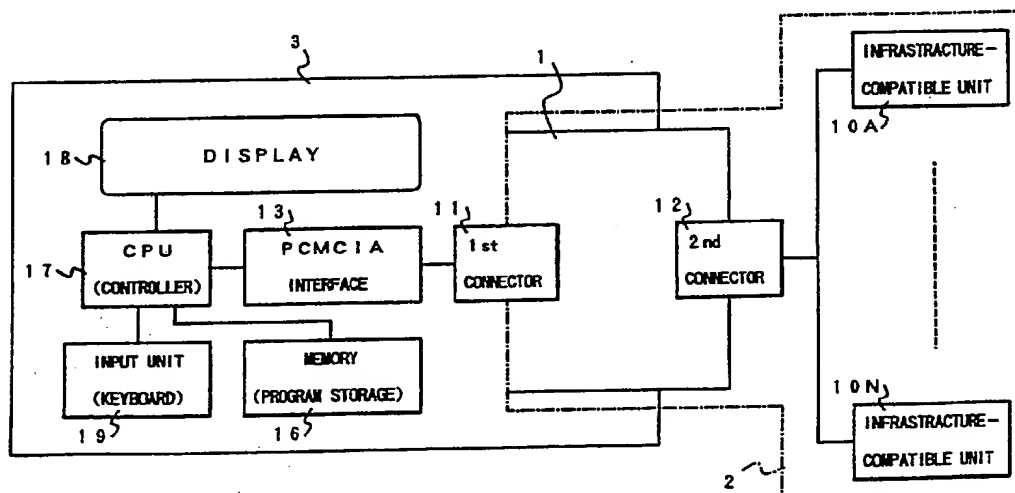 3
1
INFRASTRACTURE-
COMPATIBLE UNIT
10A
18
DISPLAY
13
11
12
CPU
(CONTROLLER)
17
PCMCIA
INTERFACE
1st
CONNECTOR
2nd
CONNECTOR
INPUT UNIT
(KEYBOARD)
19
MEMORY
(PROGRAM STORAGE)
16
10N
INFRASTRUCTURE-
COMPATIBLE UNIT
2